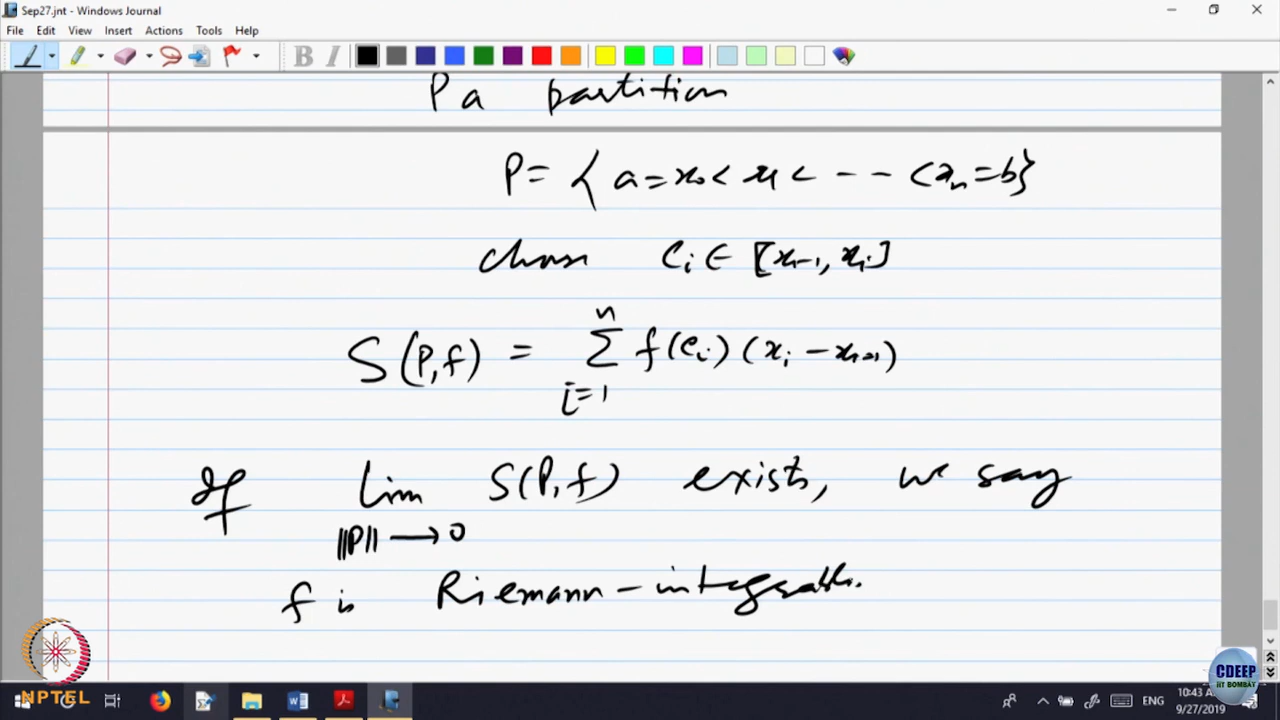 Sep27.jnt - Windows Journal
File Edit View Insert Actions Tools Help
B I
P a partition
P = { a = x₀ < x₁ < -- < xₙ = b}
chose cᵢ ∈ [xᵢ₋₁, xᵢ]
S(P,f) = ∑ᵢ₌₁ⁿ f(cᵢ)(xᵢ - xᵢ₋₁)
If lim S(P,f) exists, we say
||P|| → 0
f is Riemann-integrable.
NPTEL
CDEEP
IIT BOMBAY
ENG
10:43 A
9/27/2019